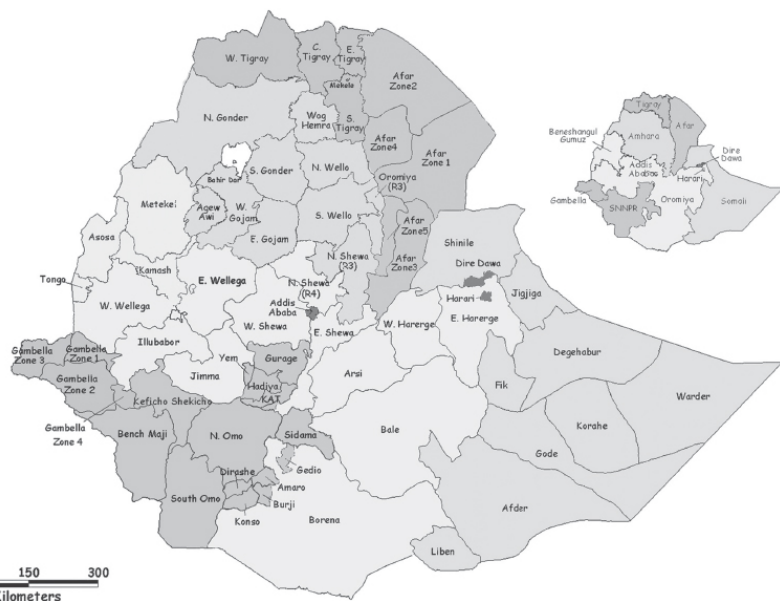 W. Tigray
C.
Tigray
E.
Tigray
Mekele
S.
Tigray
Afar
Zone2
N. Gonder
Wag
Hemra
Afar
Zone4
Afar
Zone 1
Bahir Dar
S. Gonder
N. Wello
Oromiya
(R3)
Metekel
Agew
Awi
W.
Gojam
E. Gojam
S. Wello
Afar
Zone5
Afar
Zone3
Asosa
Kamash
Tongo
W. Wellega
E. Wellega
N. Shewa
(R3)
N. Shewa
(R4)
Addis
Ababa
Shinile
Dire Dawa
Harari
Jigjiga
W. Shewa
E. Shewa
W. Harerge
E. Harerge
Illubabor
Gambella
Zone 3
Gambella
Zone 1
Gambella
Zone 2
Gambella
Zone 4
Jimma
Yem
Gurage
Hadiya
KAT
Arsi
Degehabur
Fik
Warder
Keficho Shekicho
Bench Maji
N. Omo
Sidama
Bale
Korahe
Gode
Gedio
Dirashe
Amaro
Burji
Konso
South Omo
Borena
Afder
Liben
150
300
Kilometers
Tigray
Afar
Amhara
Beneshangul
Gumuz
Addis
Ababa
Dire
Dawa
Harari
Gambella
SNNPR
Oromiya
Somali